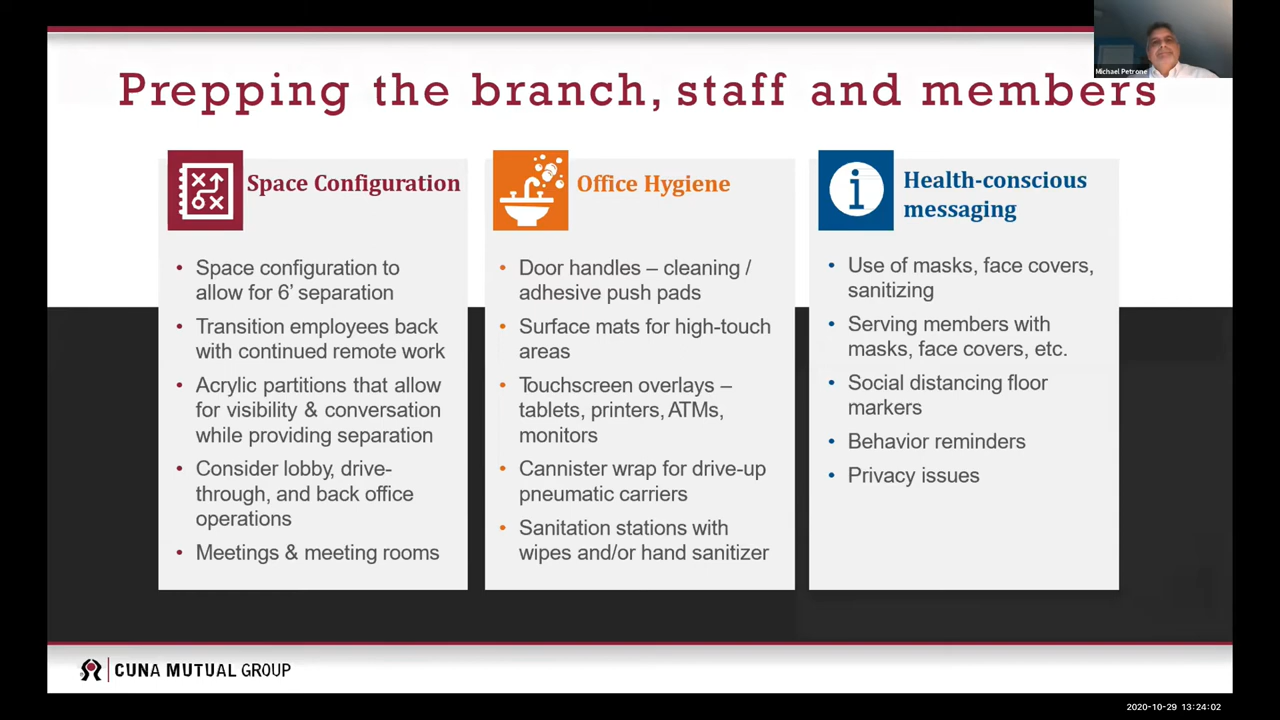 Michael Petrone
Prepping the branch, staff and members
Space Configuration
• Space configuration to
allow for 6’ separation
• Transition employees back
with continued remote work
• Acrylic partitions that allow
for visibility & conversation
while providing separation
• Consider lobby, drive-
through, and back office
operations
• Meetings & meeting rooms
Office Hygiene
• Door handles – cleaning /
adhesive push pads
• Surface mats for high-touch
areas
• Touchscreen overlays –
tablets, printers, ATMs,
monitors
• Cannister wrap for drive-up
pneumatic carriers
• Sanitation stations with
wipes and/or hand sanitizer
Health-conscious
messaging
• Use of masks, face covers,
sanitizing
• Serving members with
masks, face covers, etc.
• Social distancing floor
markers
• Behavior reminders
• Privacy issues
CUNA MUTUAL GROUP
2020-10-29 13:24:02